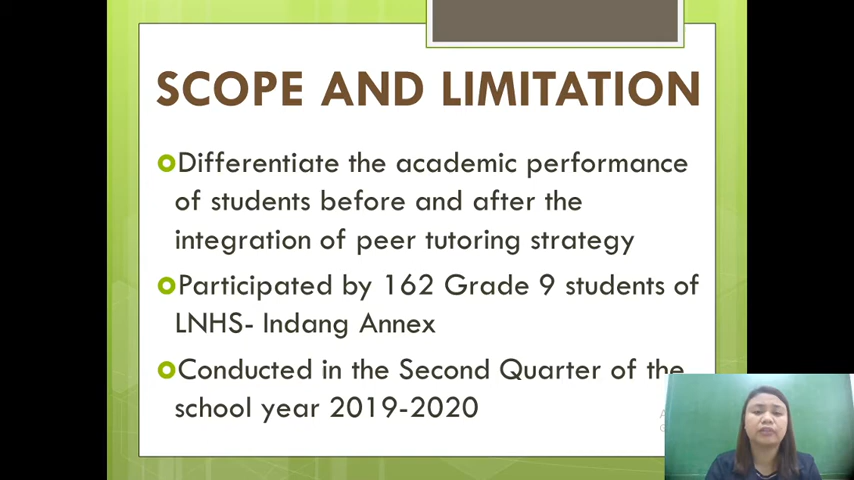 SCOPE AND LIMITATION
Differentiate the academic performance
of students before and after the
integration of peer tutoring strategy
Participated by 162 Grade 9 students of
LNHS- Indang Annex
Conducted in the Second Quarter of the
school year 2019-2020